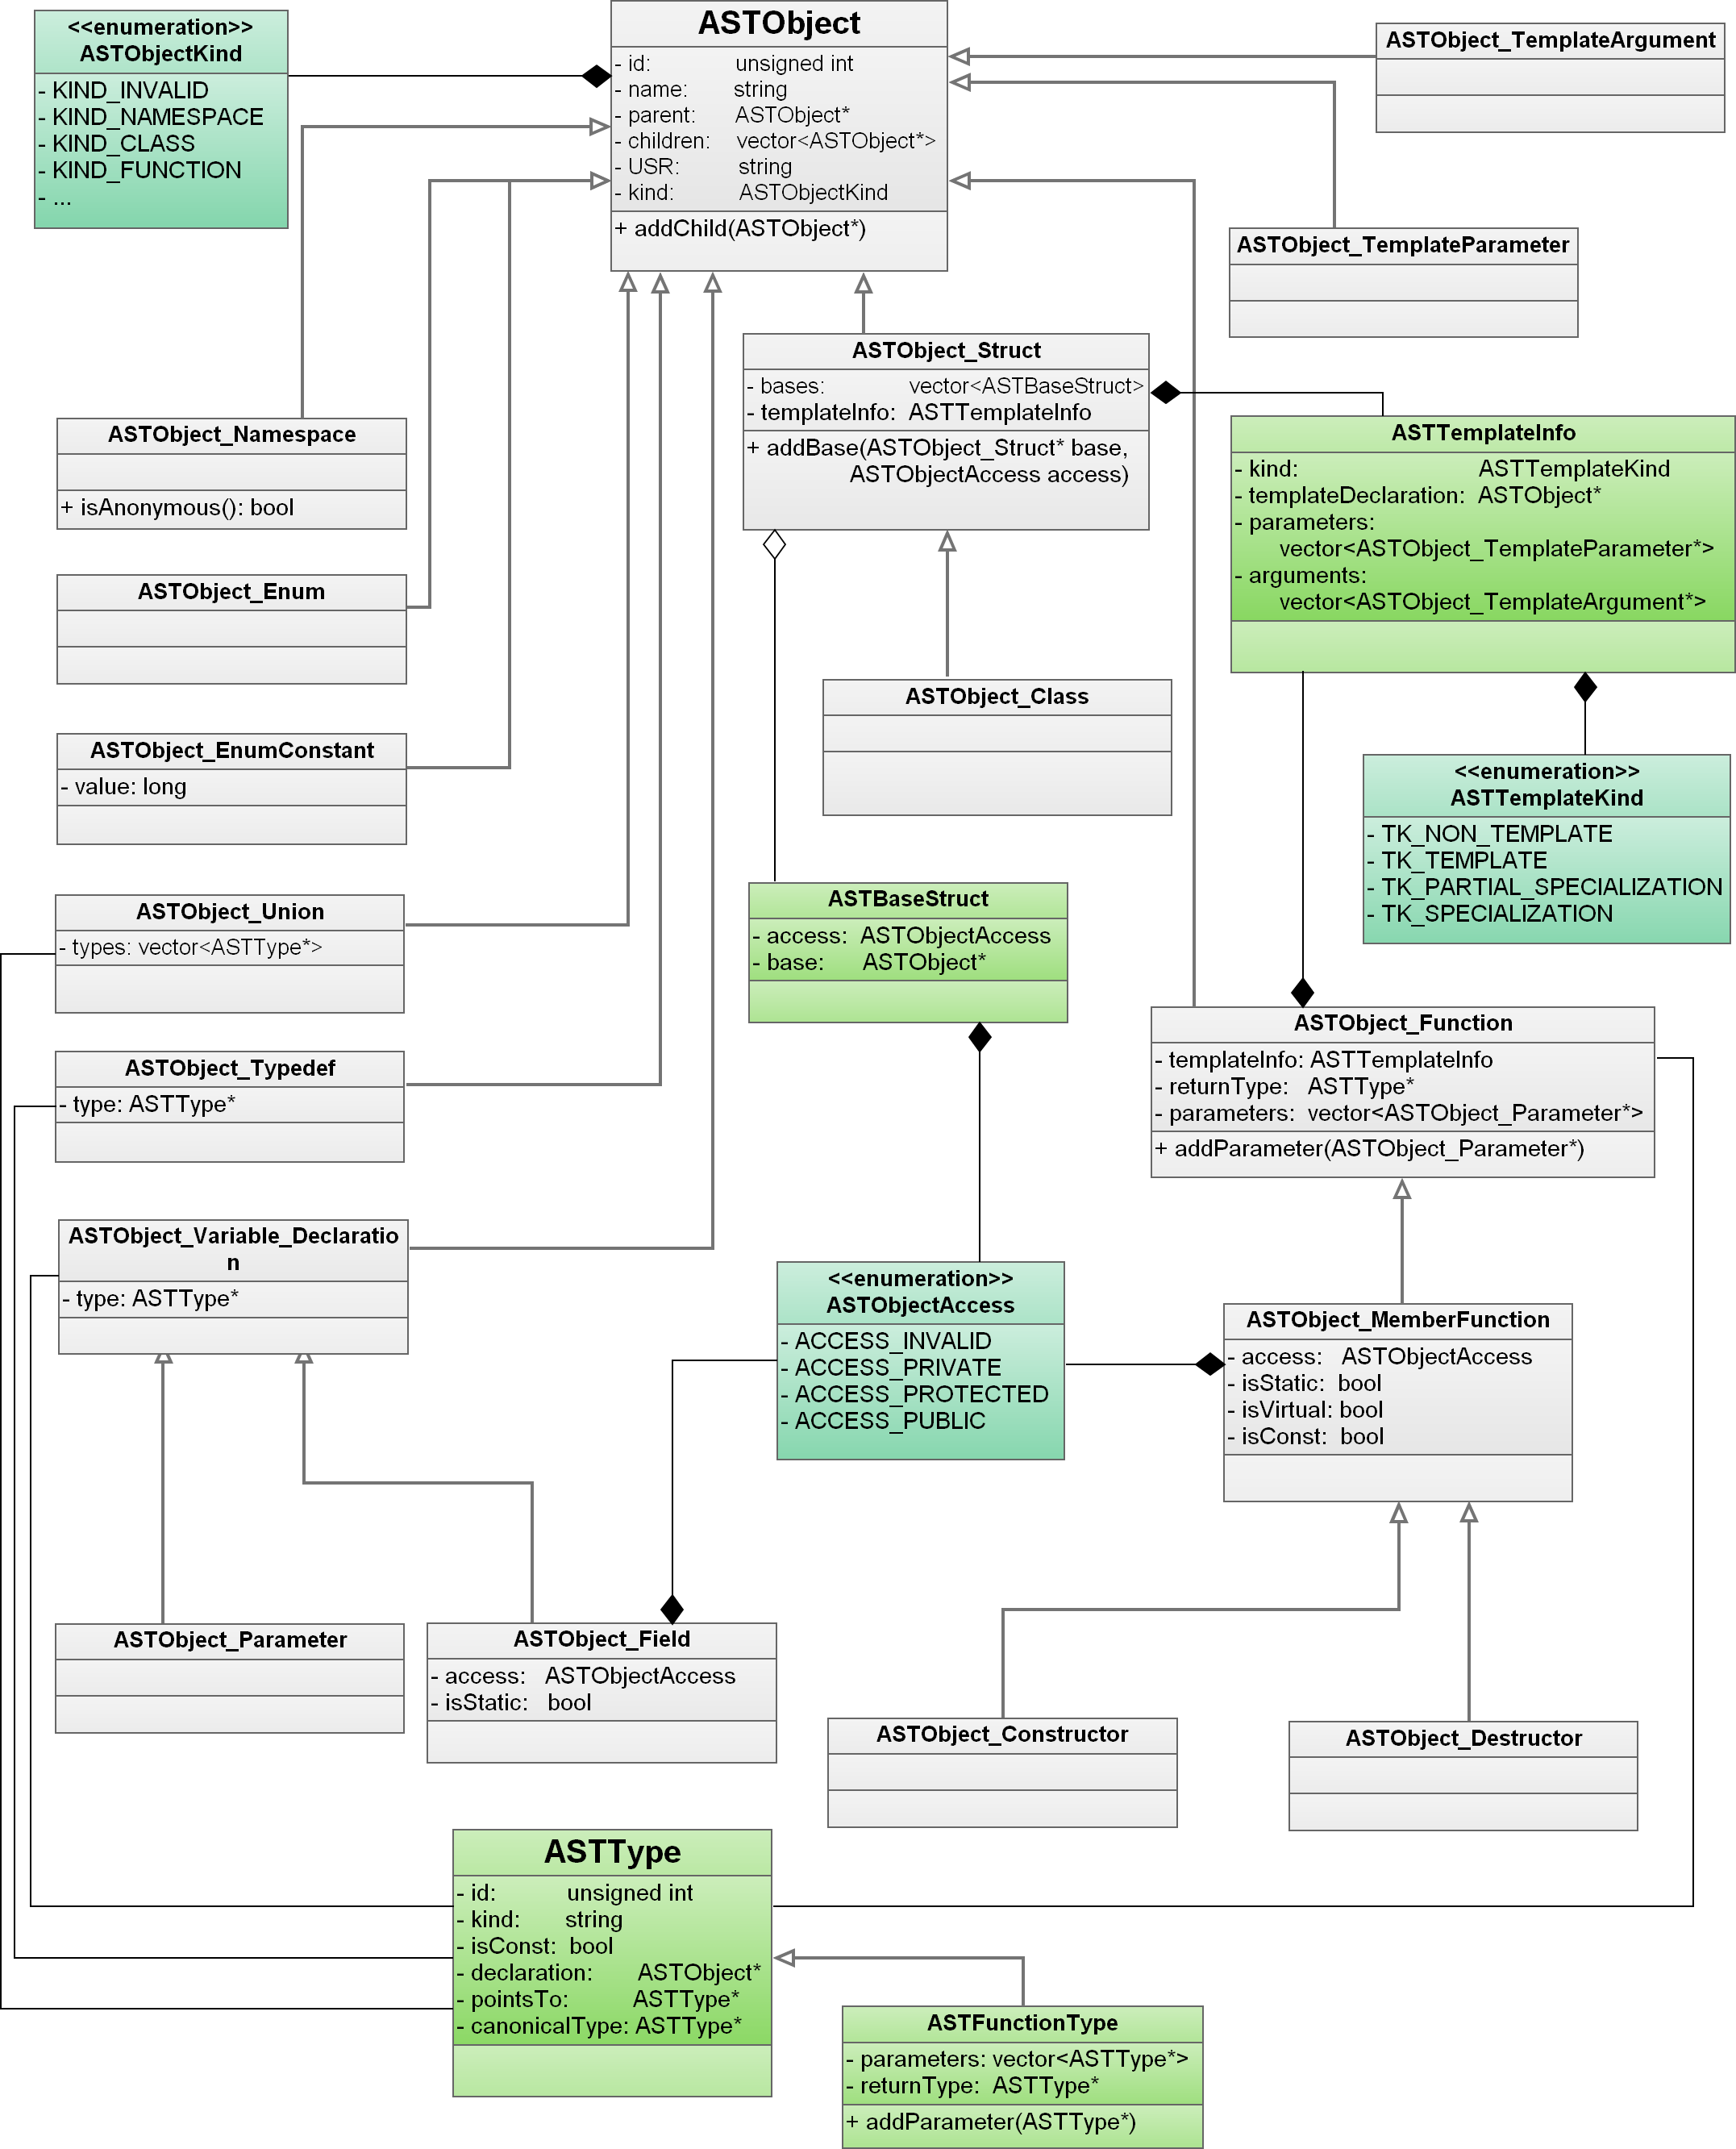 <<enumeration>>
ASTObjectKind
- KIND_INVALID
- KIND_NAMESPACE
- KIND_CLASS
- KIND_FUNCTION
- ...
ASTObject
- id: unsigned int
- name: string
- parent: ASTObject*
- children: vector<ASTObject*>
- USR: string
- kind: ASTObjectKind
+ addChild(ASTObject*)
ASTObject_TemplateArgument
ASTObject_TemplateParameter
ASTObject_Struct
- bases: vector<ASTBaseStruct>
- templateInfo: ASTTemplateInfo
+ addBase(ASTObject_Struct* base,
ASTObjectAccess access)
ASTObject_Namespace
+ isAnonymous(): bool
ASTTemplateInfo
- kind: ASTTemplateKind
- templateDeclaration: ASTObject*
- parameters:
vector<ASTObject_TemplateParameter*>
- arguments:
vector<ASTObject_TemplateArgument*>
ASTObject_Enum
ASTObject_Class
ASTObject_EnumConstant
- value: long
<<enumeration>>
ASTTemplateKind
- TK_NON_TEMPLATE
- TK_TEMPLATE
- TK_PARTIAL_SPECIALIZATION
- TK_SPECIALIZATION
ASTObject_Union
- types: vector<ASTType*>
ASTBaseStruct
- access: ASTObjectAccess
- base: ASTObject*
ASTObject_Function
- templateInfo: ASTTemplateInfo
- returnType: ASTType*
- parameters: vector<ASTObject_Parameter*>
+ addParameter(ASTObject_Parameter*)
ASTObject_Typedef
- type: ASTType*
ASTObject_Variable_Declaratio
n
- type: ASTType*
<<enumeration>>
ASTObjectAccess
- ACCESS_INVALID
- ACCESS_PRIVATE
- ACCESS_PROTECTED
- ACCESS_PUBLIC
ASTObject_MemberFunction
- access: ASTObjectAccess
- isStatic: bool
- isVirtual: bool
- isConst: bool
ASTObject_Parameter
ASTObject_Field
- access: ASTObjectAccess
- isStatic: bool
ASTObject_Constructor
ASTObject_Destructor
ASTType
- id: unsigned int
- kind: string
- isConst: bool
- declaration: ASTObject*
- pointsTo: ASTType*
- canonicalType: ASTType*
ASTFunctionType
- parameters: vector<ASTType*>
- returnType: ASTType*
+ addParameter(ASTType*)